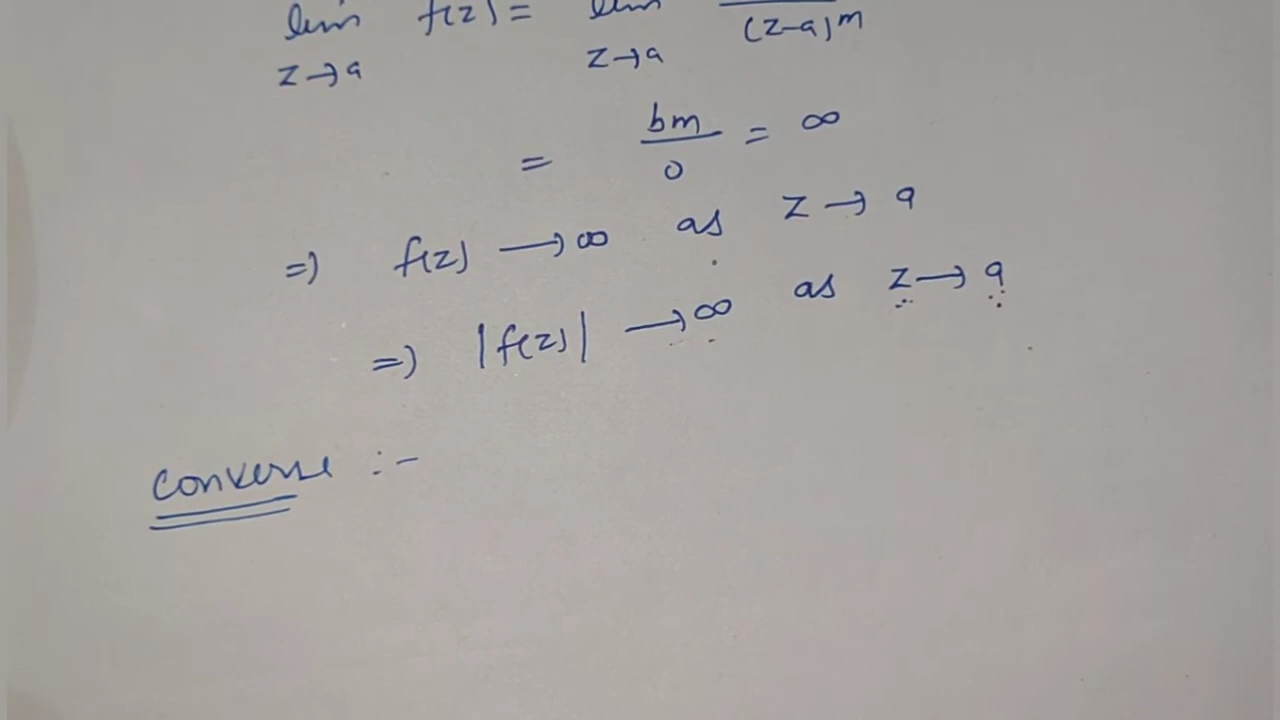 lim f(z) = lim
z→a z→a (z-a)^m
= bm/0 = ∞
=) f(z) → ∞ as z → a
=) |f(z)| → ∞ as z → a
Converse :-